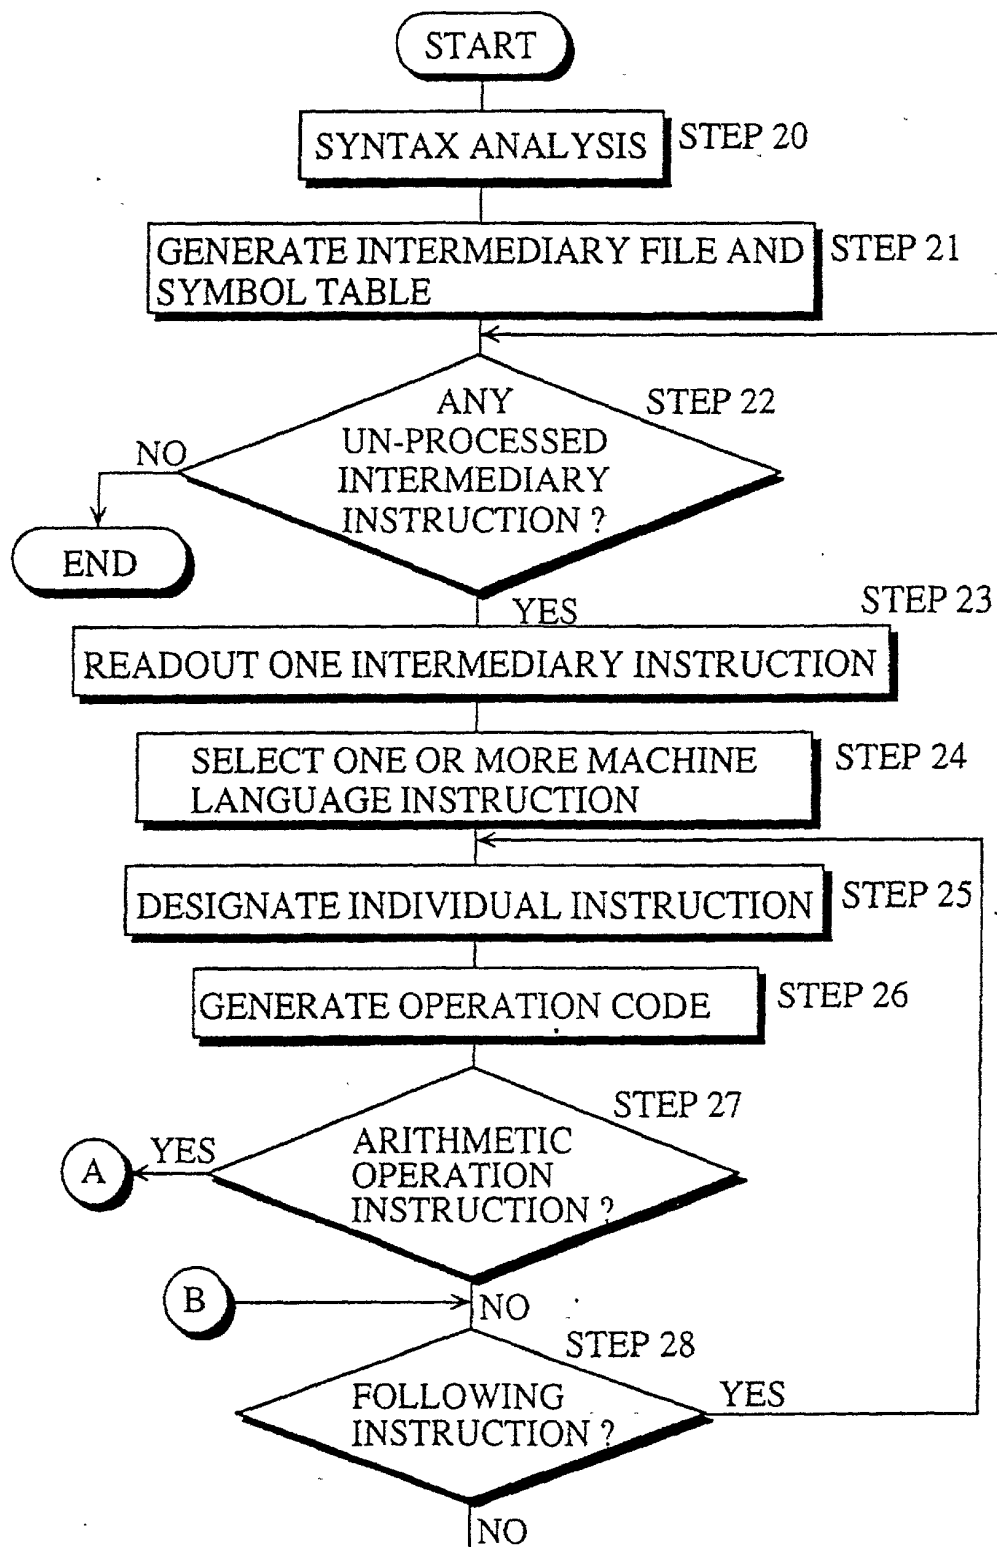 START
SYNTAX ANALYSIS
STEP 20
GENERATE INTERMEDIARY FILE AND
SYMBOL TABLE
STEP 21
ANY
UN-PROCESSED
INTERMEDIARY
INSTRUCTION ?
STEP 22
NO
END
YES
STEP 23
READOUT ONE INTERMEDIARY INSTRUCTION
SELECT ONE OR MORE MACHINE
LANGUAGE INSTRUCTION
STEP 24
DESIGNATE INDIVIDUAL INSTRUCTION
STEP 25
GENERATE OPERATION CODE
STEP 26
STEP 27
ARITHMETIC
OPERATION
INSTRUCTION ?
YES
A
B
NO
STEP 28
FOLLOWING
INSTRUCTION ?
YES
NO